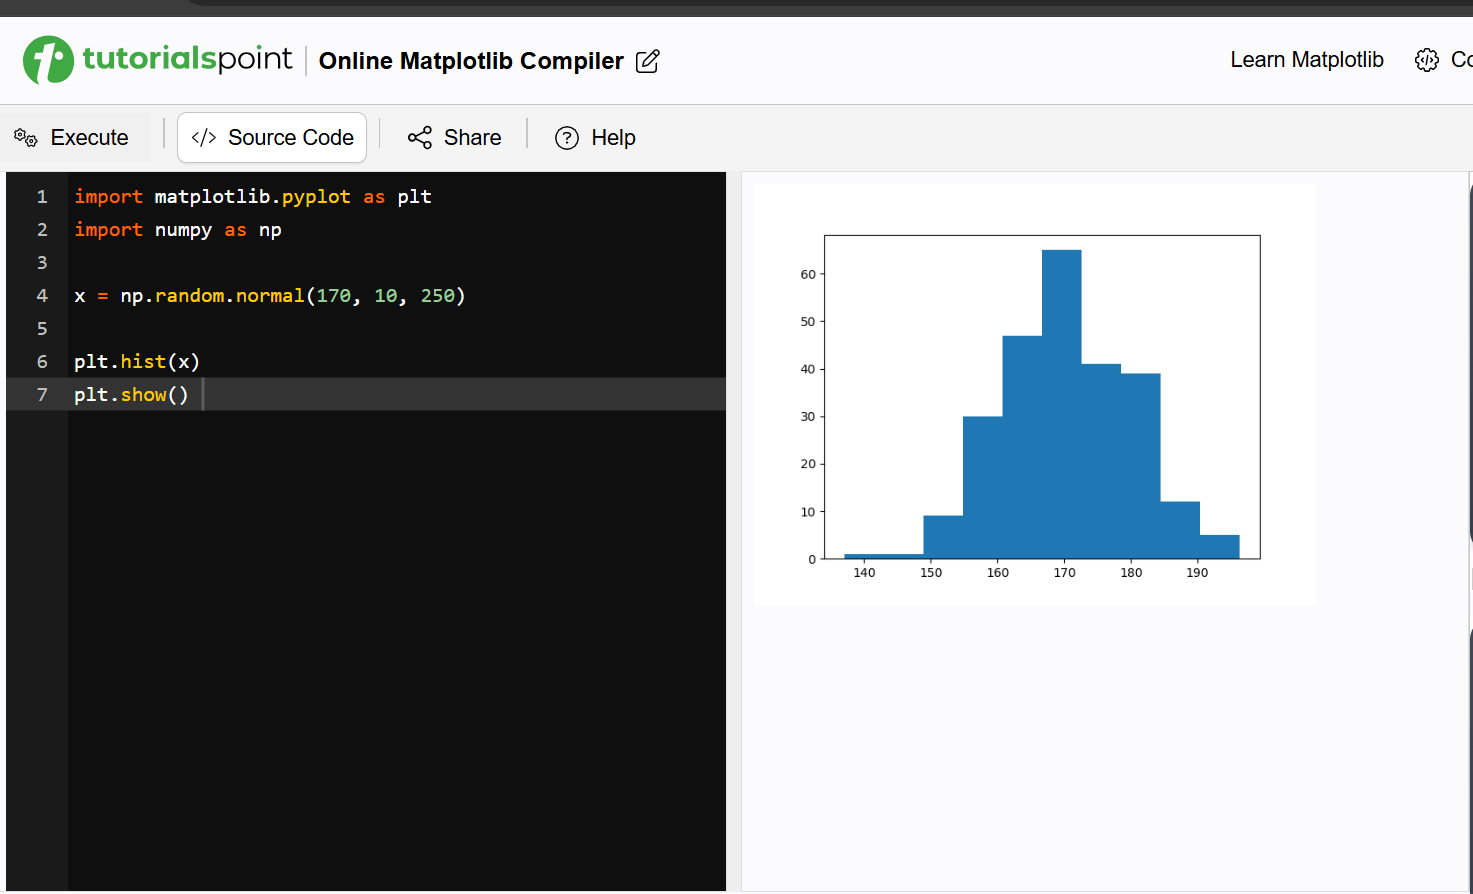 tutorialspoint Online Matplotlib Compiler Learn Matplotlib
Execute Source Code Share Help
1 import matplotlib.pyplot as plt
2 import numpy as np
3
4 x = np.random.normal(170, 10, 250)
5
6 plt.hist(x)
7 plt.show()
60
50
40
30
20
10
0
140 150 160 170 180 190